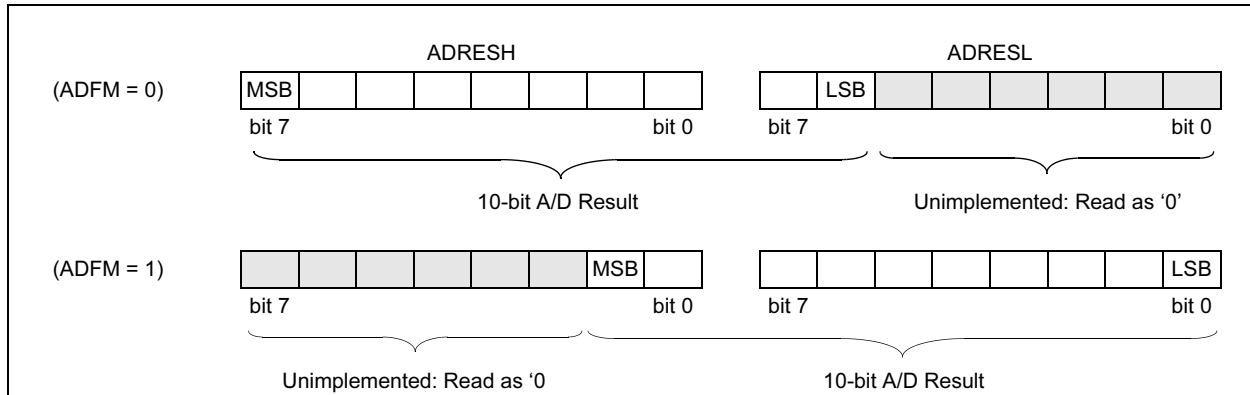 ADRESH ADRESL
(ADFM = 0) MSB LSB
bit 7 bit 0 bit 7 bit 0
10-bit A/D Result Unimplemented: Read as ‘0’
(ADFM = 1) MSB LSB
bit 7 bit 0 bit 7 bit 0
Unimplemented: Read as ‘0 10-bit A/D Result